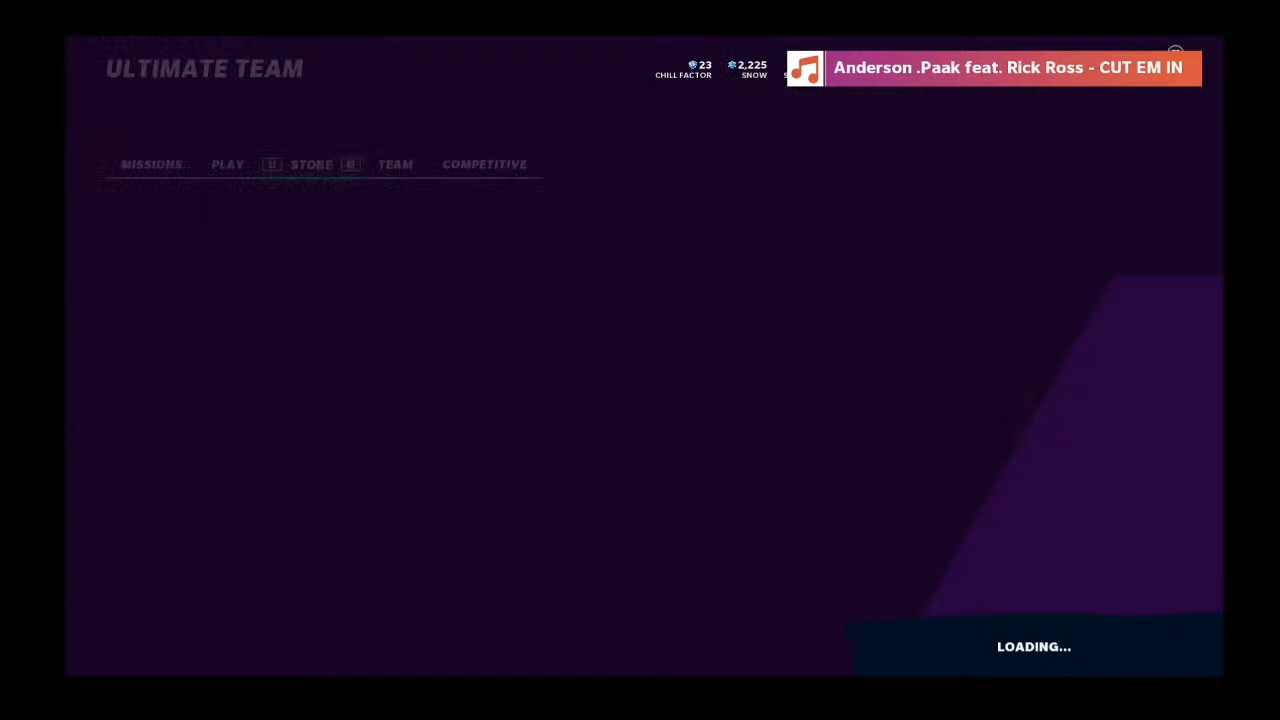 ULTIMATE TEAM
23
CHILL FACTOR
2,225
SNOW
Anderson .Paak feat. Rick Ross - CUT EM IN
MISSIONS PLAY STORE TEAM COMPETITIVE
LOADING...